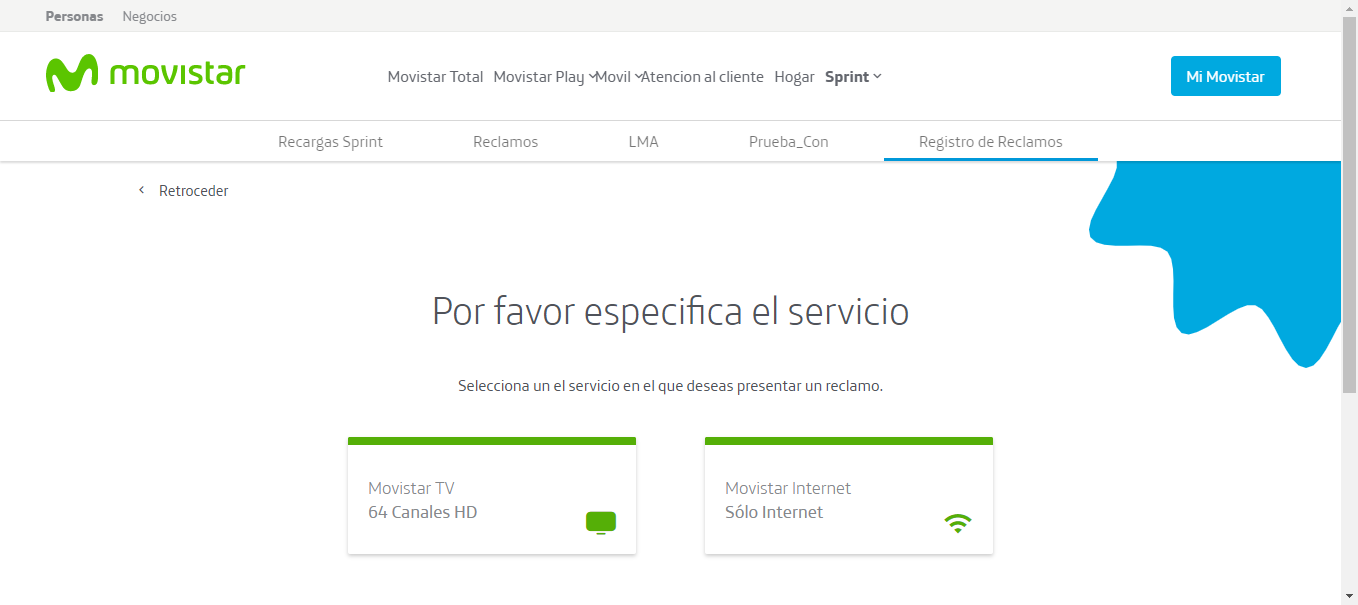 Personas Negocios
movistar
Movistar Total Movistar Play Movil Atencion al cliente Hogar Sprint
Mi Movistar
Recargas Sprint Reclamos LMA Prueba_Con Registro de Reclamos
Retroceder
Por favor especifica el servicio
Selecciona un el servicio en el que deseas presentar un reclamo.
Movistar TV
64 Canales HD
Movistar Internet
Sólo Internet